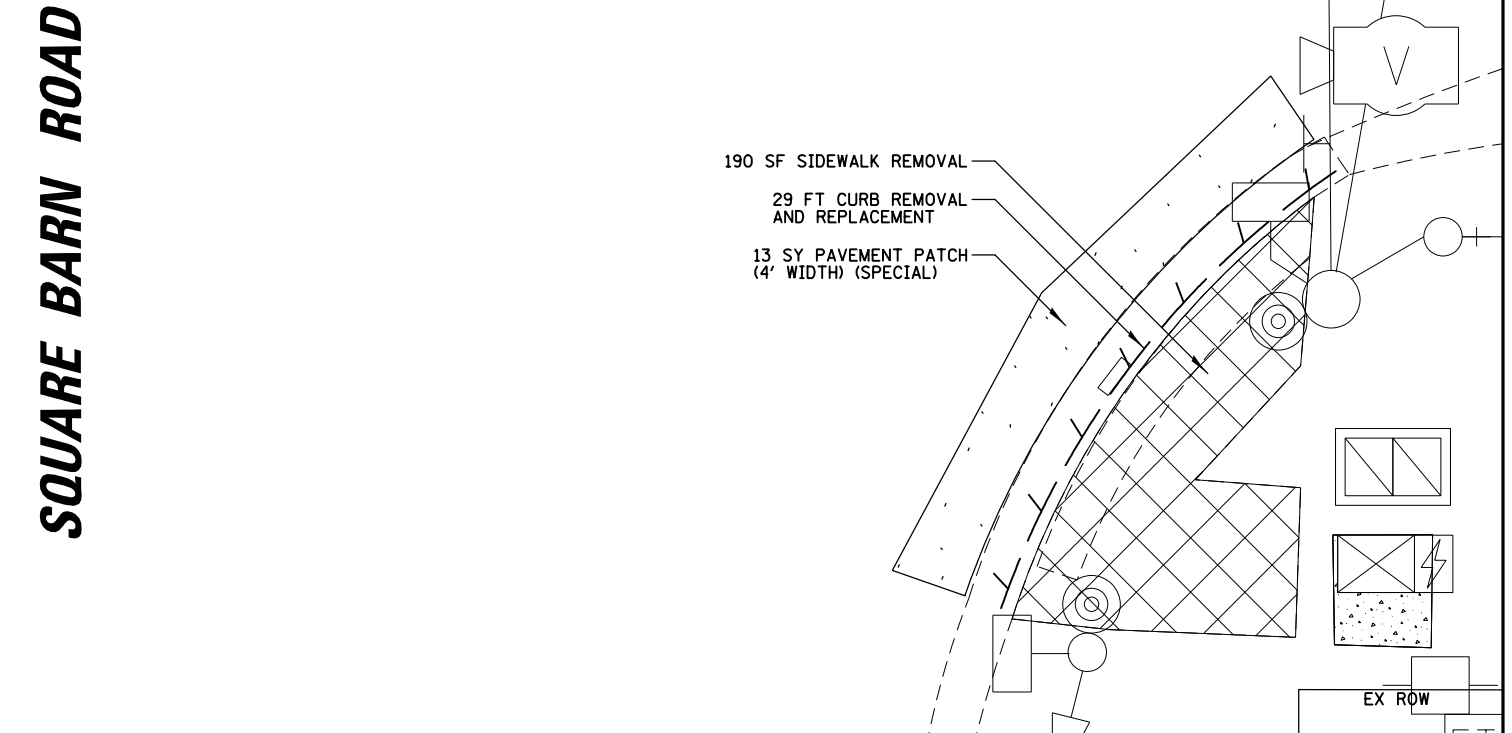 SQUARE BARN ROAD
190 SF SIDEWALK REMOVAL
29 FT CURB REMOVAL
AND REPLACEMENT
13 SY PAVEMENT PATCH
(4' WIDTH) (SPECIAL)
V
EX ROW